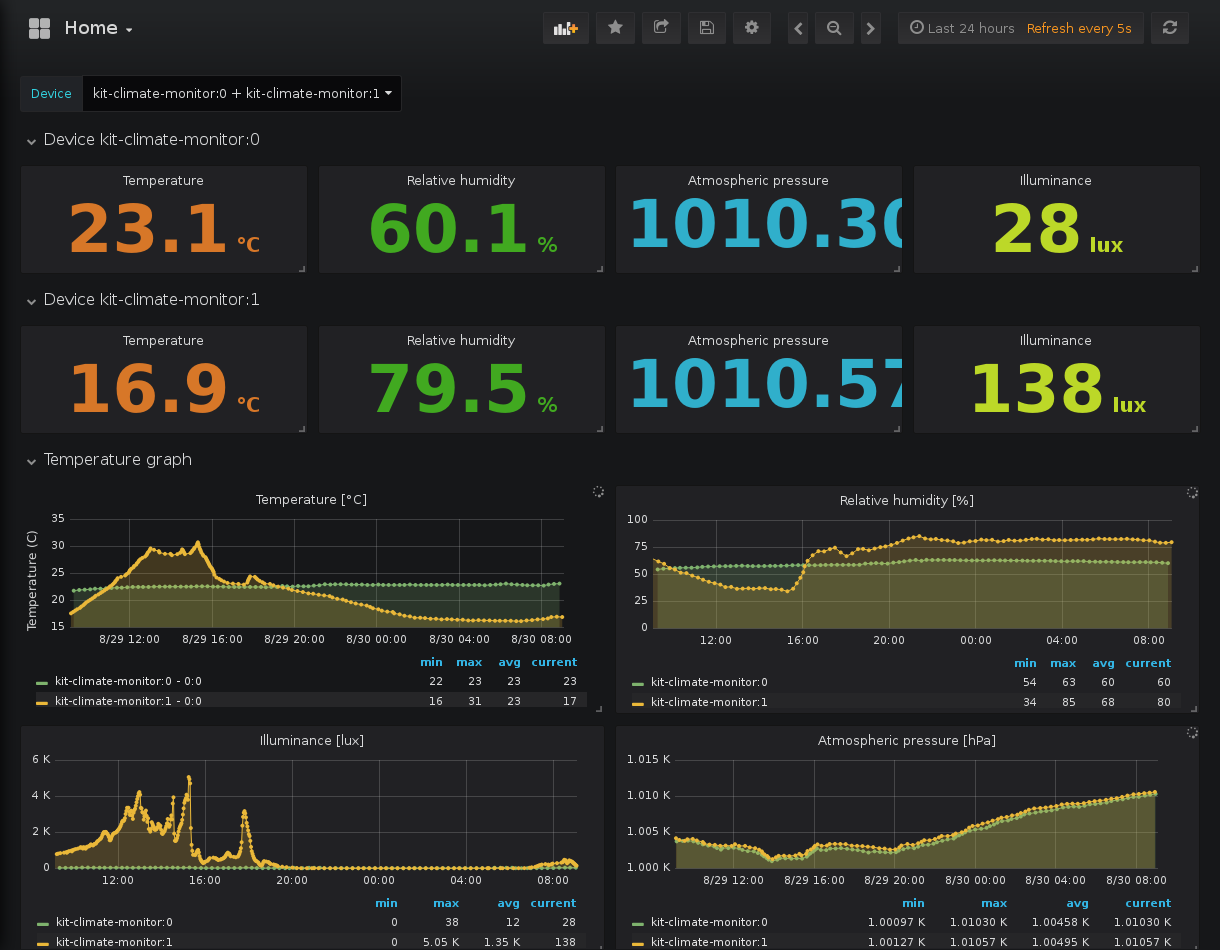 Home
Last 24 hours Refresh every 5s
Device kit-climate-monitor:0 + kit-climate-monitor:1
Device kit-climate-monitor:0
Temperature Relative humidity Atmospheric pressure Illuminance
23.1 °C 60.1 % 1010.30 28 lux
Device kit-climate-monitor:1
Temperature Relative humidity Atmospheric pressure Illuminance
16.9 °C 79.5 % 1010.57 138 lux
Temperature graph
Temperature [°C]
Temperature (C)
35
30
25
20
15
8/29 12:00 8/29 16:00 8/29 20:00 8/30 00:00 8/30 04:00 8/30 08:00
min max avg current
kit-climate-monitor:0 - 0:0 22 23 23 23
kit-climate-monitor:1 - 0:0 16 31 23 17
Relative humidity [%]
100
75
50
25
0
12:00 16:00 20:00 00:00 04:00 08:00
min max avg current
kit-climate-monitor:0 54 63 60 60
kit-climate-monitor:1 34 85 68 80
Illuminance [lux]
6 K
4 K
2 K
0
12:00 16:00 20:00 00:00 04:00 08:00
min max avg current
kit-climate-monitor:0 0 38 12 28
kit-climate-monitor:1 0 5.05 K 1.35 K 138
Atmospheric pressure [hPa]
1.015 K
1.010 K
1.005 K
1.000 K
8/29 12:00 8/29 16:00 8/29 20:00 8/30 00:00 8/30 04:00 8/30 08:00
min max avg current
kit-climate-monitor:0 1.00097 K 1.01030 K 1.00458 K 1.01030 K
kit-climate-monitor:1 1.00127 K 1.01057 K 1.00495 K 1.01057 K